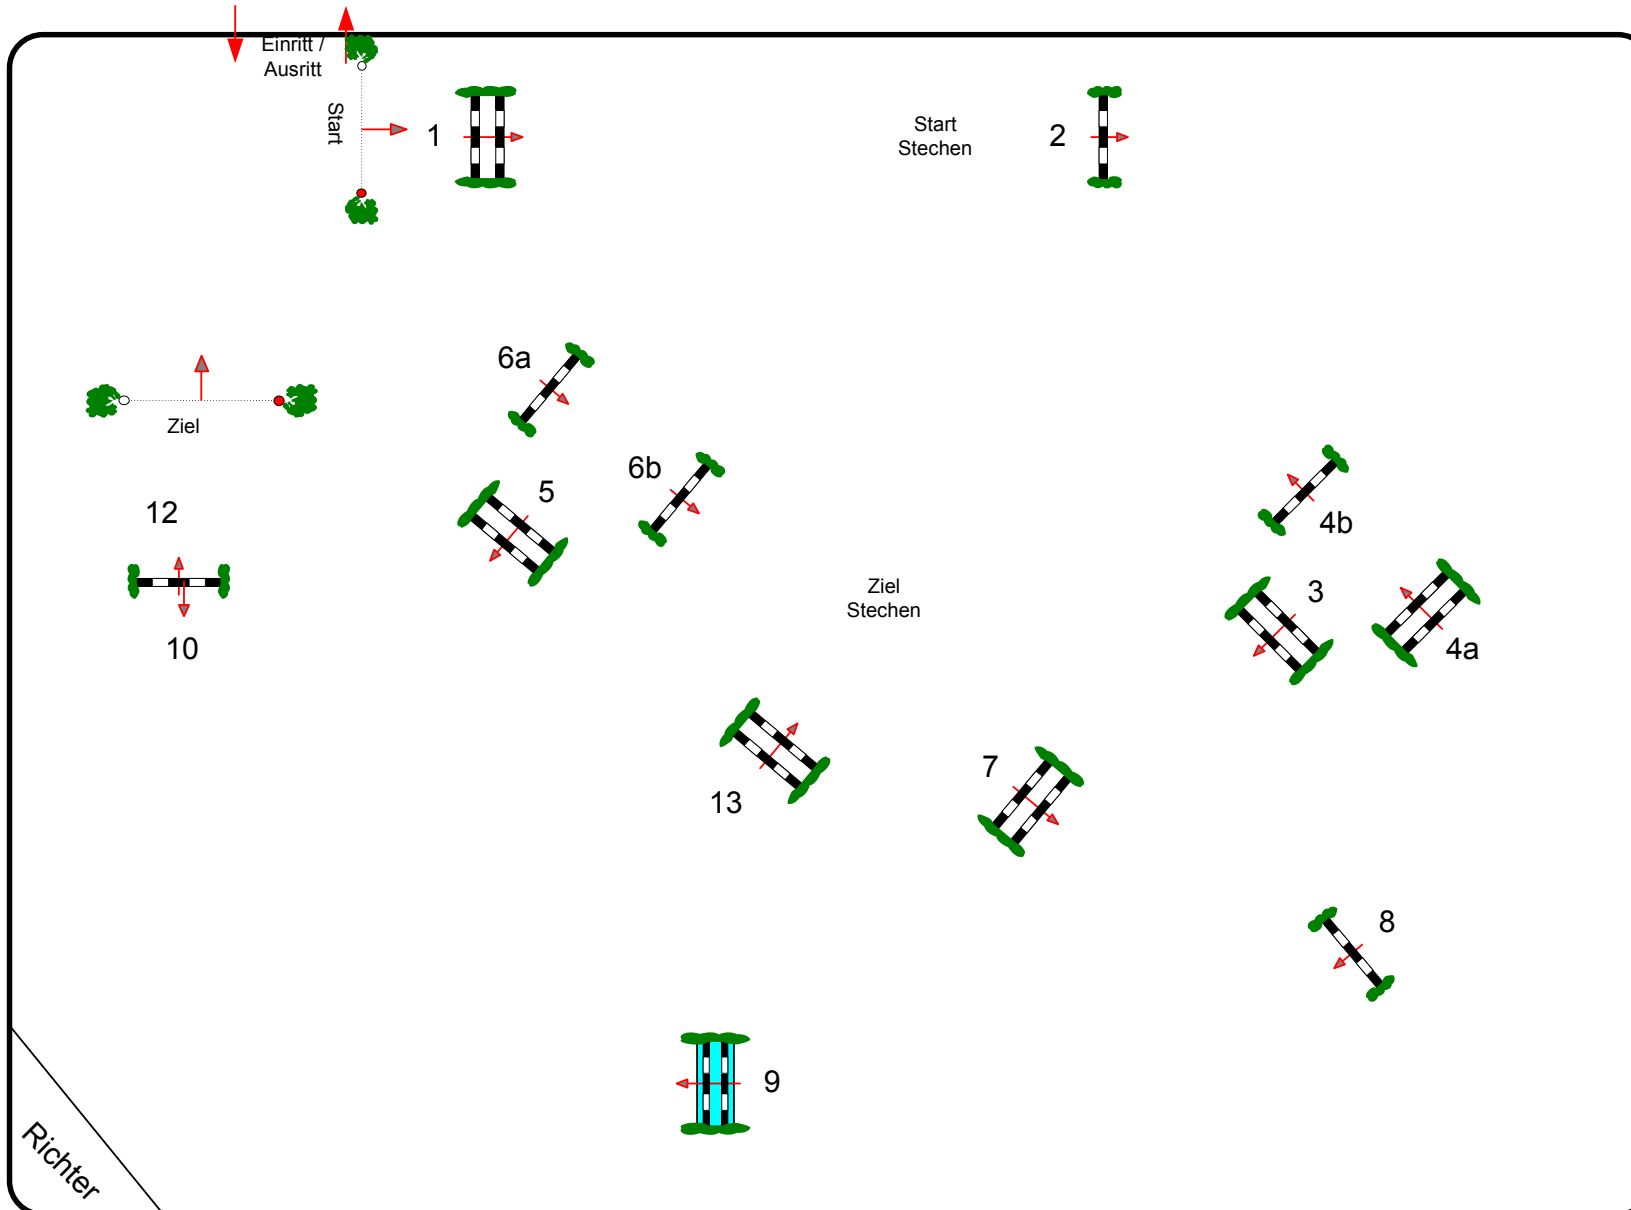 Einritt /
Ausritt
Start
1
Start
Stechen
2
6a
Ziel
6b
5
12
4b
Ziel
Stechen
3
10
4a
7
13
8
9
Richter